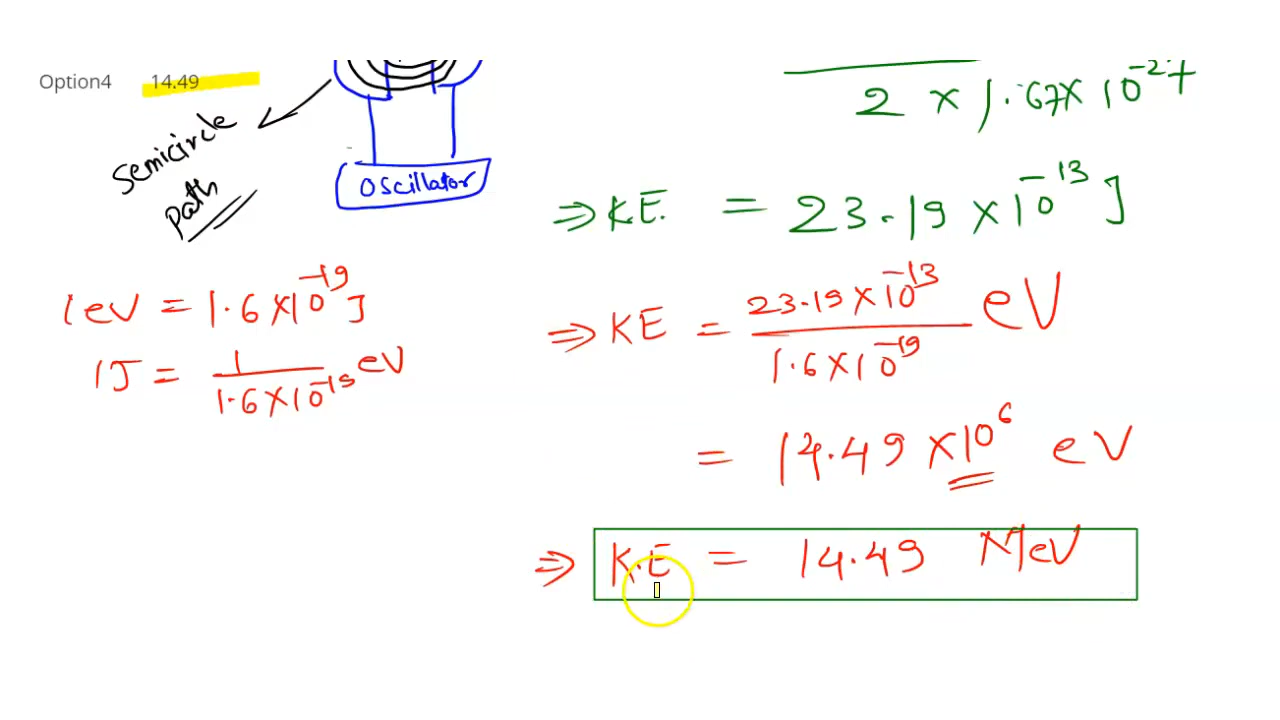 Option4 14.49
semicircle
path
Oscillator
1eV = 1.6 × 10⁻¹⁹ J
1J = 1 / 1.6 × 10⁻¹⁹ eV
2 × 1.67 × 10⁻²⁷
⇒ K.E. = 23.19 × 10⁻¹³ J
⇒ KE = 23.19 × 10⁻¹³ / 1.6 × 10⁻¹⁹ eV
= 14.49 × 10⁶ eV
⇒ K.E = 14.49 MeV